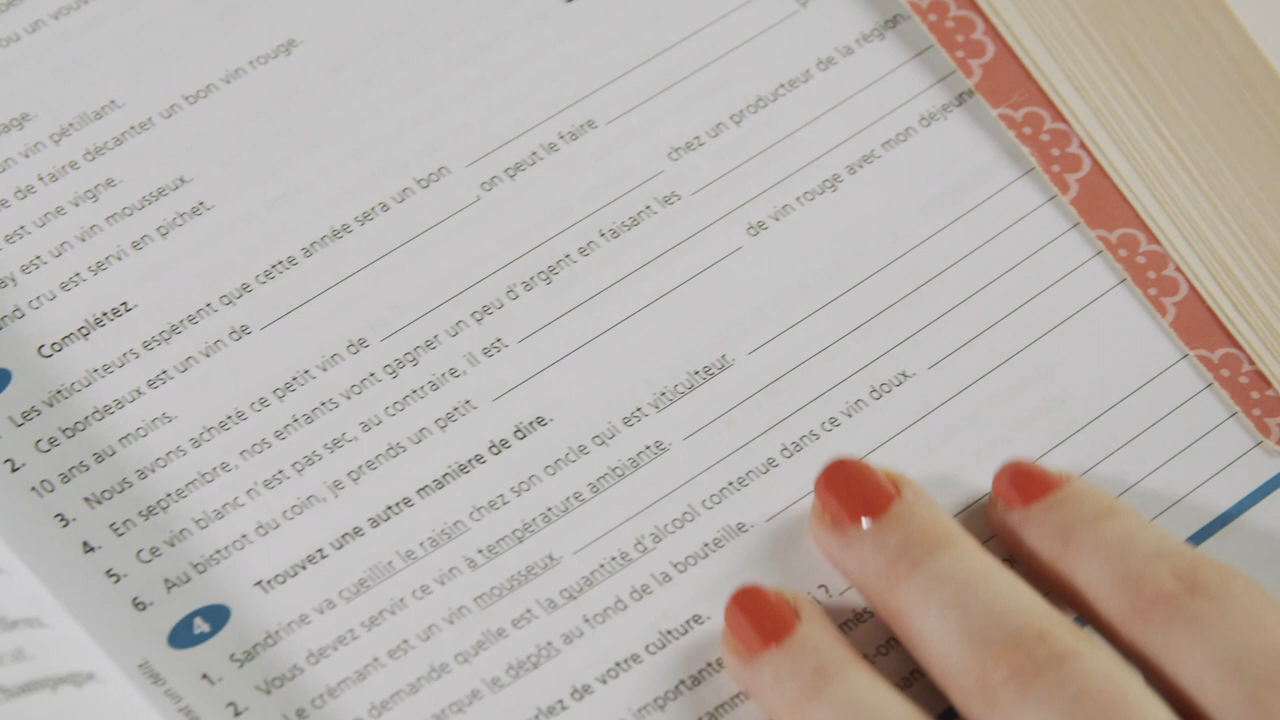 ou un
age.
un vin pétillant.
e de faire décanter un bon vin rouge.
est une vigne.
ay est un vin mousseux.
nd cru est servi en pichet.
Complétez.
Les viticulteurs espèrent que cette année sera un bon
2. Ce bordeaux est un vin de , on peut le faire
10 ans au moins.
3. Nous avons acheté ce petit vin de chez un producteur de la région.
4. En septembre, nos enfants vont gagner un peu d'argent en faisant les
5. Ce vin blanc n'est pas sec, au contraire, il est
6. Au bistrot du coin, je prends un petit de vin rouge avec mon déjeune
4 Trouvez une autre manière de dire.
1. Sandrine va cueillir le raisin chez son oncle qui est viticulteur.
2. Vous devez servir ce vin à température ambiante.
Le crémant est un vin mousseux.
demande quelle est la quantité d'alcool contenue dans ce vin doux.
arque le dépôt au fond de la bouteille.
rlez de votre culture.
i ?
importante